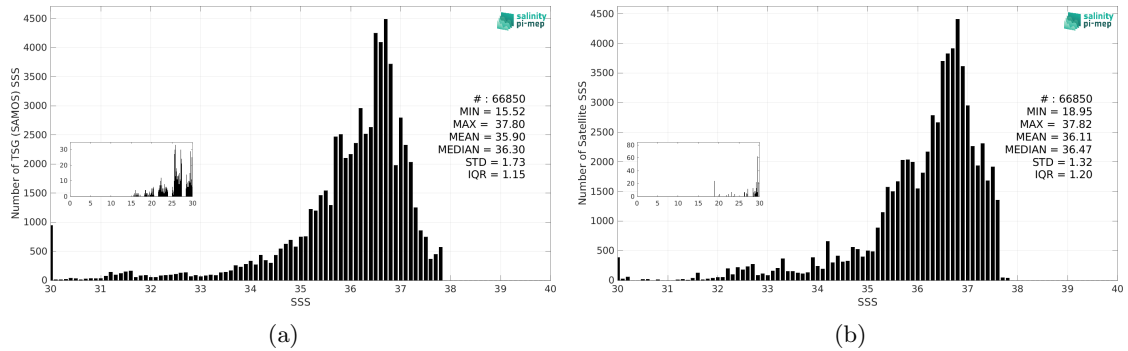 4500
4000
3500
3000
2500
2000
1500
1000
500
0
Number of TSG (SAMOS) SSS
salinity
pi-mep
# : 66850
MIN = 15.52
MAX = 37.80
MEAN = 35.90
MEDIAN = 36.30
STD = 1.73
IQR = 1.15
30
20
10
0
0 5 10 15 20 25 30
30 31 32 33 34 35 36 37 38 39 40
SSS
(a)
4500
4000
3500
3000
2500
2000
1500
1000
500
0
Number of Satellite SSS
salinity
pi-mep
# : 66850
MIN = 18.95
MAX = 37.82
MEAN = 36.11
MEDIAN = 36.47
STD = 1.32
IQR = 1.20
80
60
40
20
0
0 5 10 15 20 25 30
30 31 32 33 34 35 36 37 38 39 40
SSS
(b)